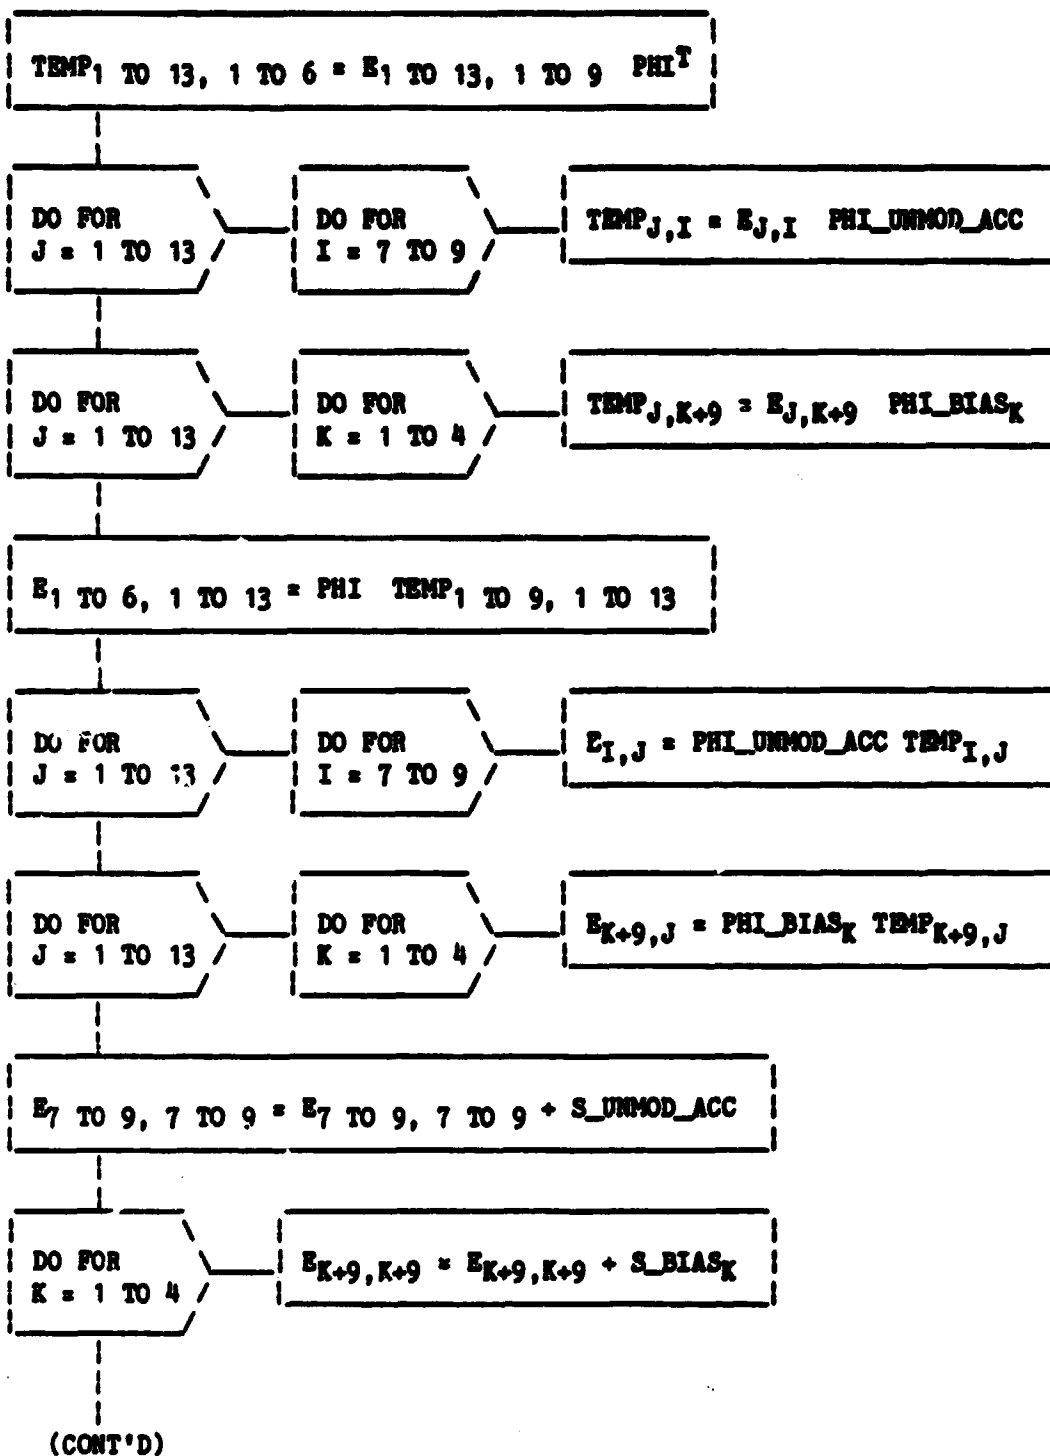 TEMP1 TO 13, 1 TO 6 = E1 TO 13, 1 TO 9 PHI^T
DO FOR
J = 1 TO 13
DO FOR
I = 7 TO 9
TEMPJ,I = EJ,I PHI_UNMOD_ACC
DO FOR
J = 1 TO 13
DO FOR
K = 1 TO 4
TEMPJ,K+9 = EJ,K+9 PHI_BIASK
E1 TO 6, 1 TO 13 = PHI TEMP1 TO 9, 1 TO 13
DO FOR
J = 1 TO 13
DO FOR
I = 7 TO 9
EI,J = PHI_UNMOD_ACC TEMPI,J
DO FOR
J = 1 TO 13
DO FOR
K = 1 TO 4
EK+9,J = PHI_BIASK TEMPK+9,J
E7 TO 9, 7 TO 9 = E7 TO 9, 7 TO 9 + S_UNMOD_ACC
DO FOR
K = 1 TO 4
EK+9,K+9 = EK+9,K+9 + S_BIASK
(CONT'D)